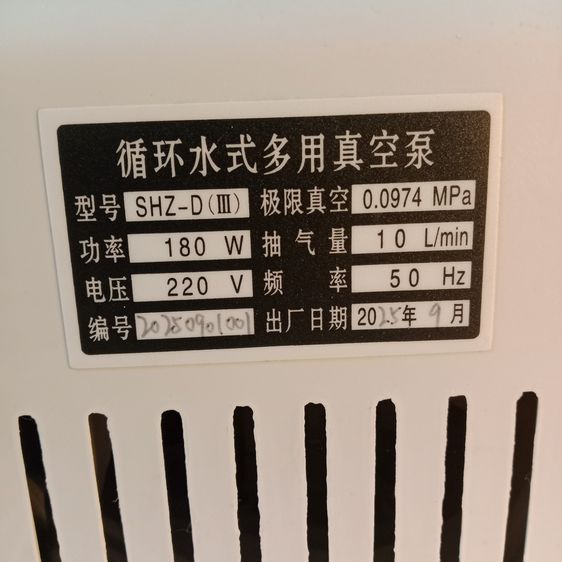 循环水式多用真空泵
型号 SHZ-D(Ⅲ) 极限真空 0.0974 MPa
功率 180 W 抽气量 10 L/min
电压 220 V 频率 50 Hz
编号 20250901001 出厂日期 2025年 9月